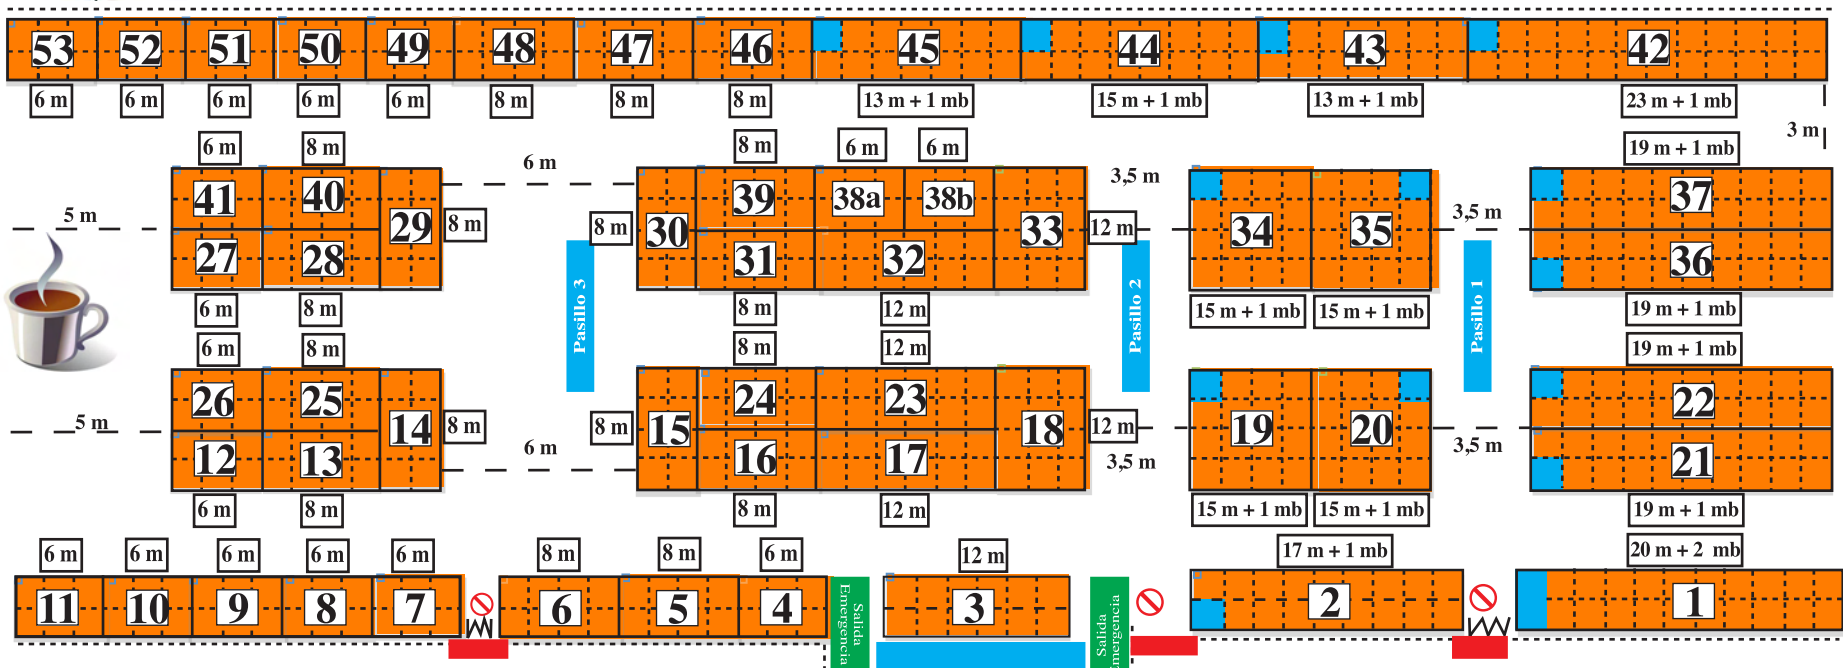 53 52 51 50 49 48 47 46 45 44 43 42
6 m 6 m 6 m 6 m 6 m 8 m 8 m 8 m 13 m + 1 mb 15 m + 1 mb 13 m + 1 mb 23 m + 1 mb
3 m
6 m 8 m 8 m 6 m 6 m 19 m + 1 mb
6 m 3,5 m
41 40 39 38a 38b 37
5 m 29 8 m 8 m 30 33 12 m 34 35 3,5 m
27 28 31 32 36
6 m 8 m 8 m 12 m 15 m + 1 mb 15 m + 1 mb 19 m + 1 mb
Pasillo 3 Pasillo 2 Pasillo 1
6 m 8 m 8 m 12 m 19 m + 1 mb
26 25 24 23 22
5 m 14 8 m 8 m 15 18 12 m 19 20 3,5 m
12 13 6 m 16 17 3,5 m 21
6 m 8 m 8 m 12 m 15 m + 1 mb 15 m + 1 mb 19 m + 1 mb
6 m 6 m 6 m 6 m 6 m 8 m 8 m 6 m 12 m 17 m + 1 mb 20 m + 2 mb
11 10 9 8 7 6 5 4 3 2 1
Salida
Emergencia
Salida
Emergencia